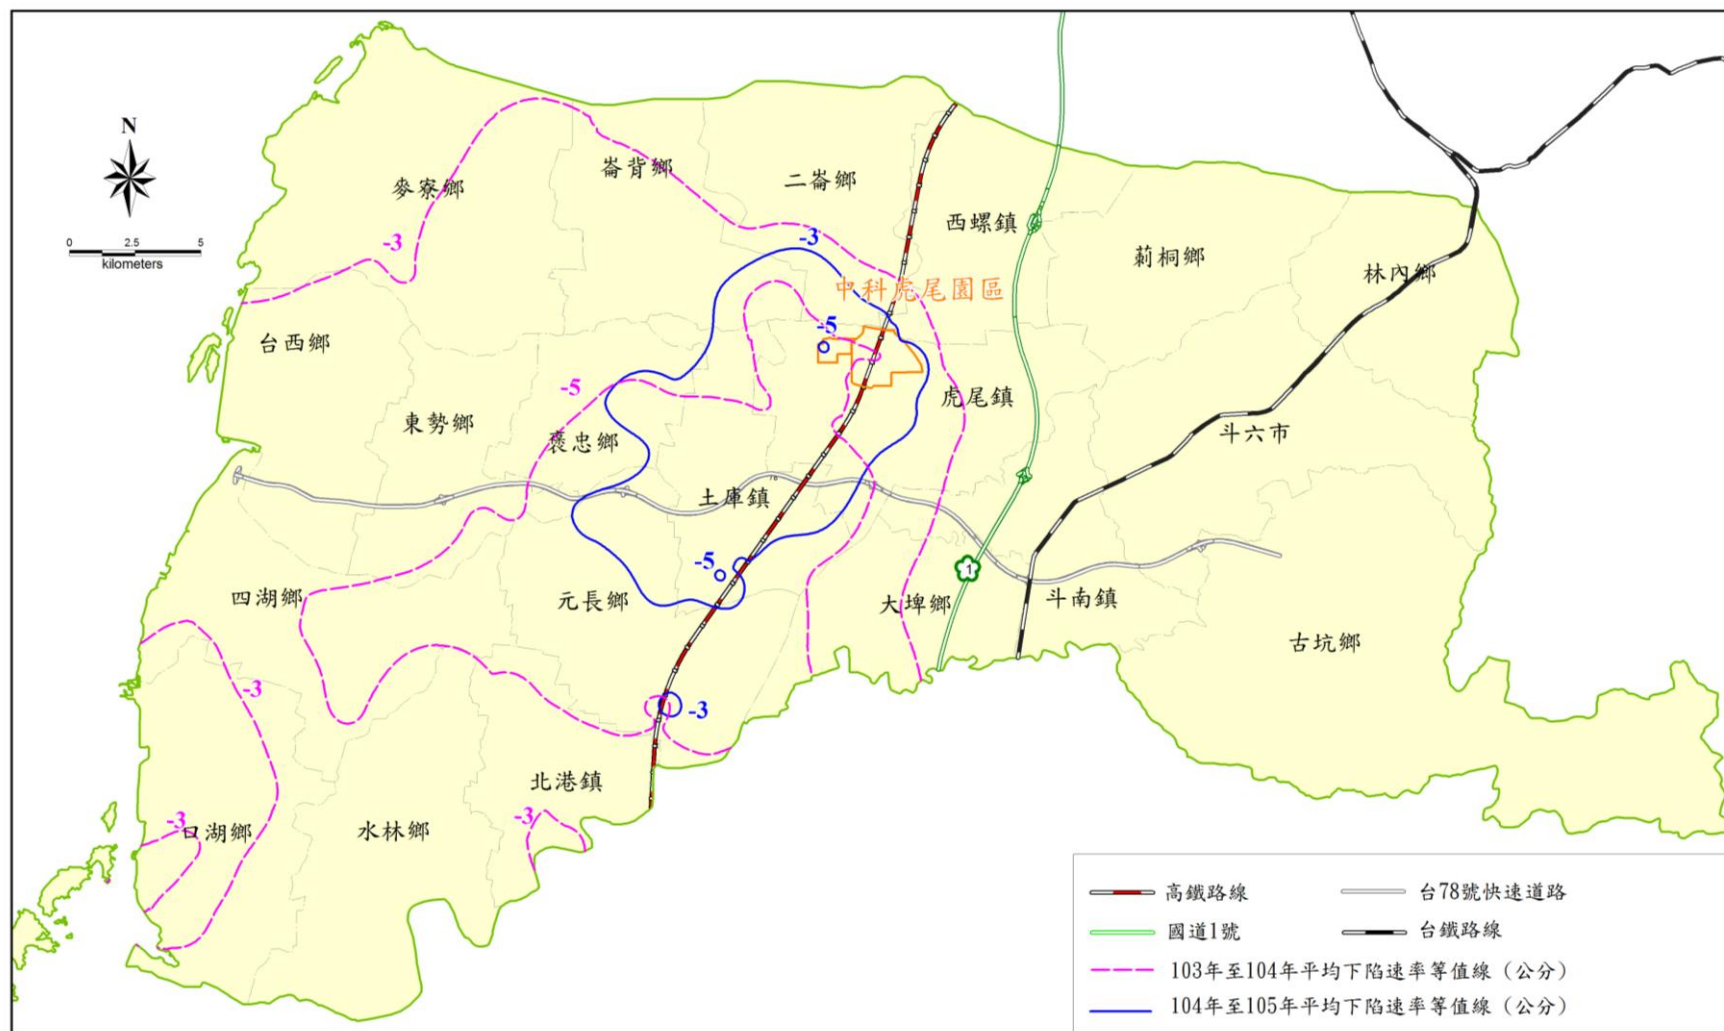 N
0 2.5 5
kilometers
麥寮鄉
崙背鄉
二崙鄉
西螺鎮
莿桐鄉
林內鄉
-3
-3
中科虎尾園區
台西鄉
-5
-5
東勢鄉
褒忠鄉
虎尾鎮
斗六市
78
土庫鎮
-5
1
四湖鄉
元長鄉
大埤鄉
斗南鎮
古坑鄉
-3
-3
北港鎮
-3
-3
口湖鄉
水林鄉
高鐵路線
台78號快速道路
國道1號
台鐵路線
103年至104年平均下陷速率等值線（公分）
104年至105年平均下陷速率等值線（公分）